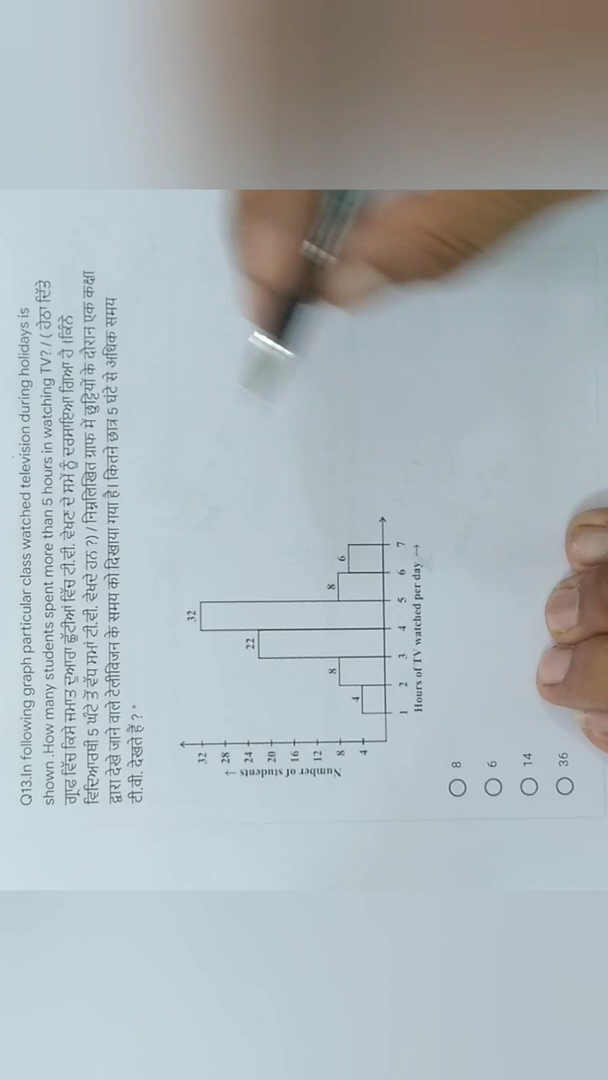 Q13.In following graph particular class watched television during holidays is
shown .How many students spent more than 5 hours in watching TV? / ( ਹੇਠਾਂ ਦਿੱਤੇ
ਗ੍ਰਾਫ ਵਿੱਚ ਕਿਸੇ ਜਮਾਤ ਦੁਆਰਾ ਛੁੱਟੀਆਂ ਵਿੱਚ ਟੀ.ਵੀ. ਵੇਖਣ ਦੇ ਸਮੇਂ ਨੂੰ ਦਰਸਾਇਆ ਗਿਆ ਹੈ ।ਕਿੰਨੇ
ਵਿਦਿਆਰਥੀ 5 ਘੰਟੇ ਤੋਂ ਵੱਧ ਸਮਾਂ ਟੀ.ਵੀ. ਵੇਖਦੇ ਹਨ ?) / निम्नलिखित ग्राफ में छुट्टियों के दौरान एक कक्षा
द्वारा देखे जाने वाले टेलीविजन के समय को दिखाया गया है। कितने छात्र 5 घंटे से अधिक समय
टी.वी. देखते हैं ? *
Number of students →
32
28
24
20
16
12
8
4
4
8
22
32
8
6
1 2 3 4 5 6 7
Hours of TV watched per day →
8
6
14
36